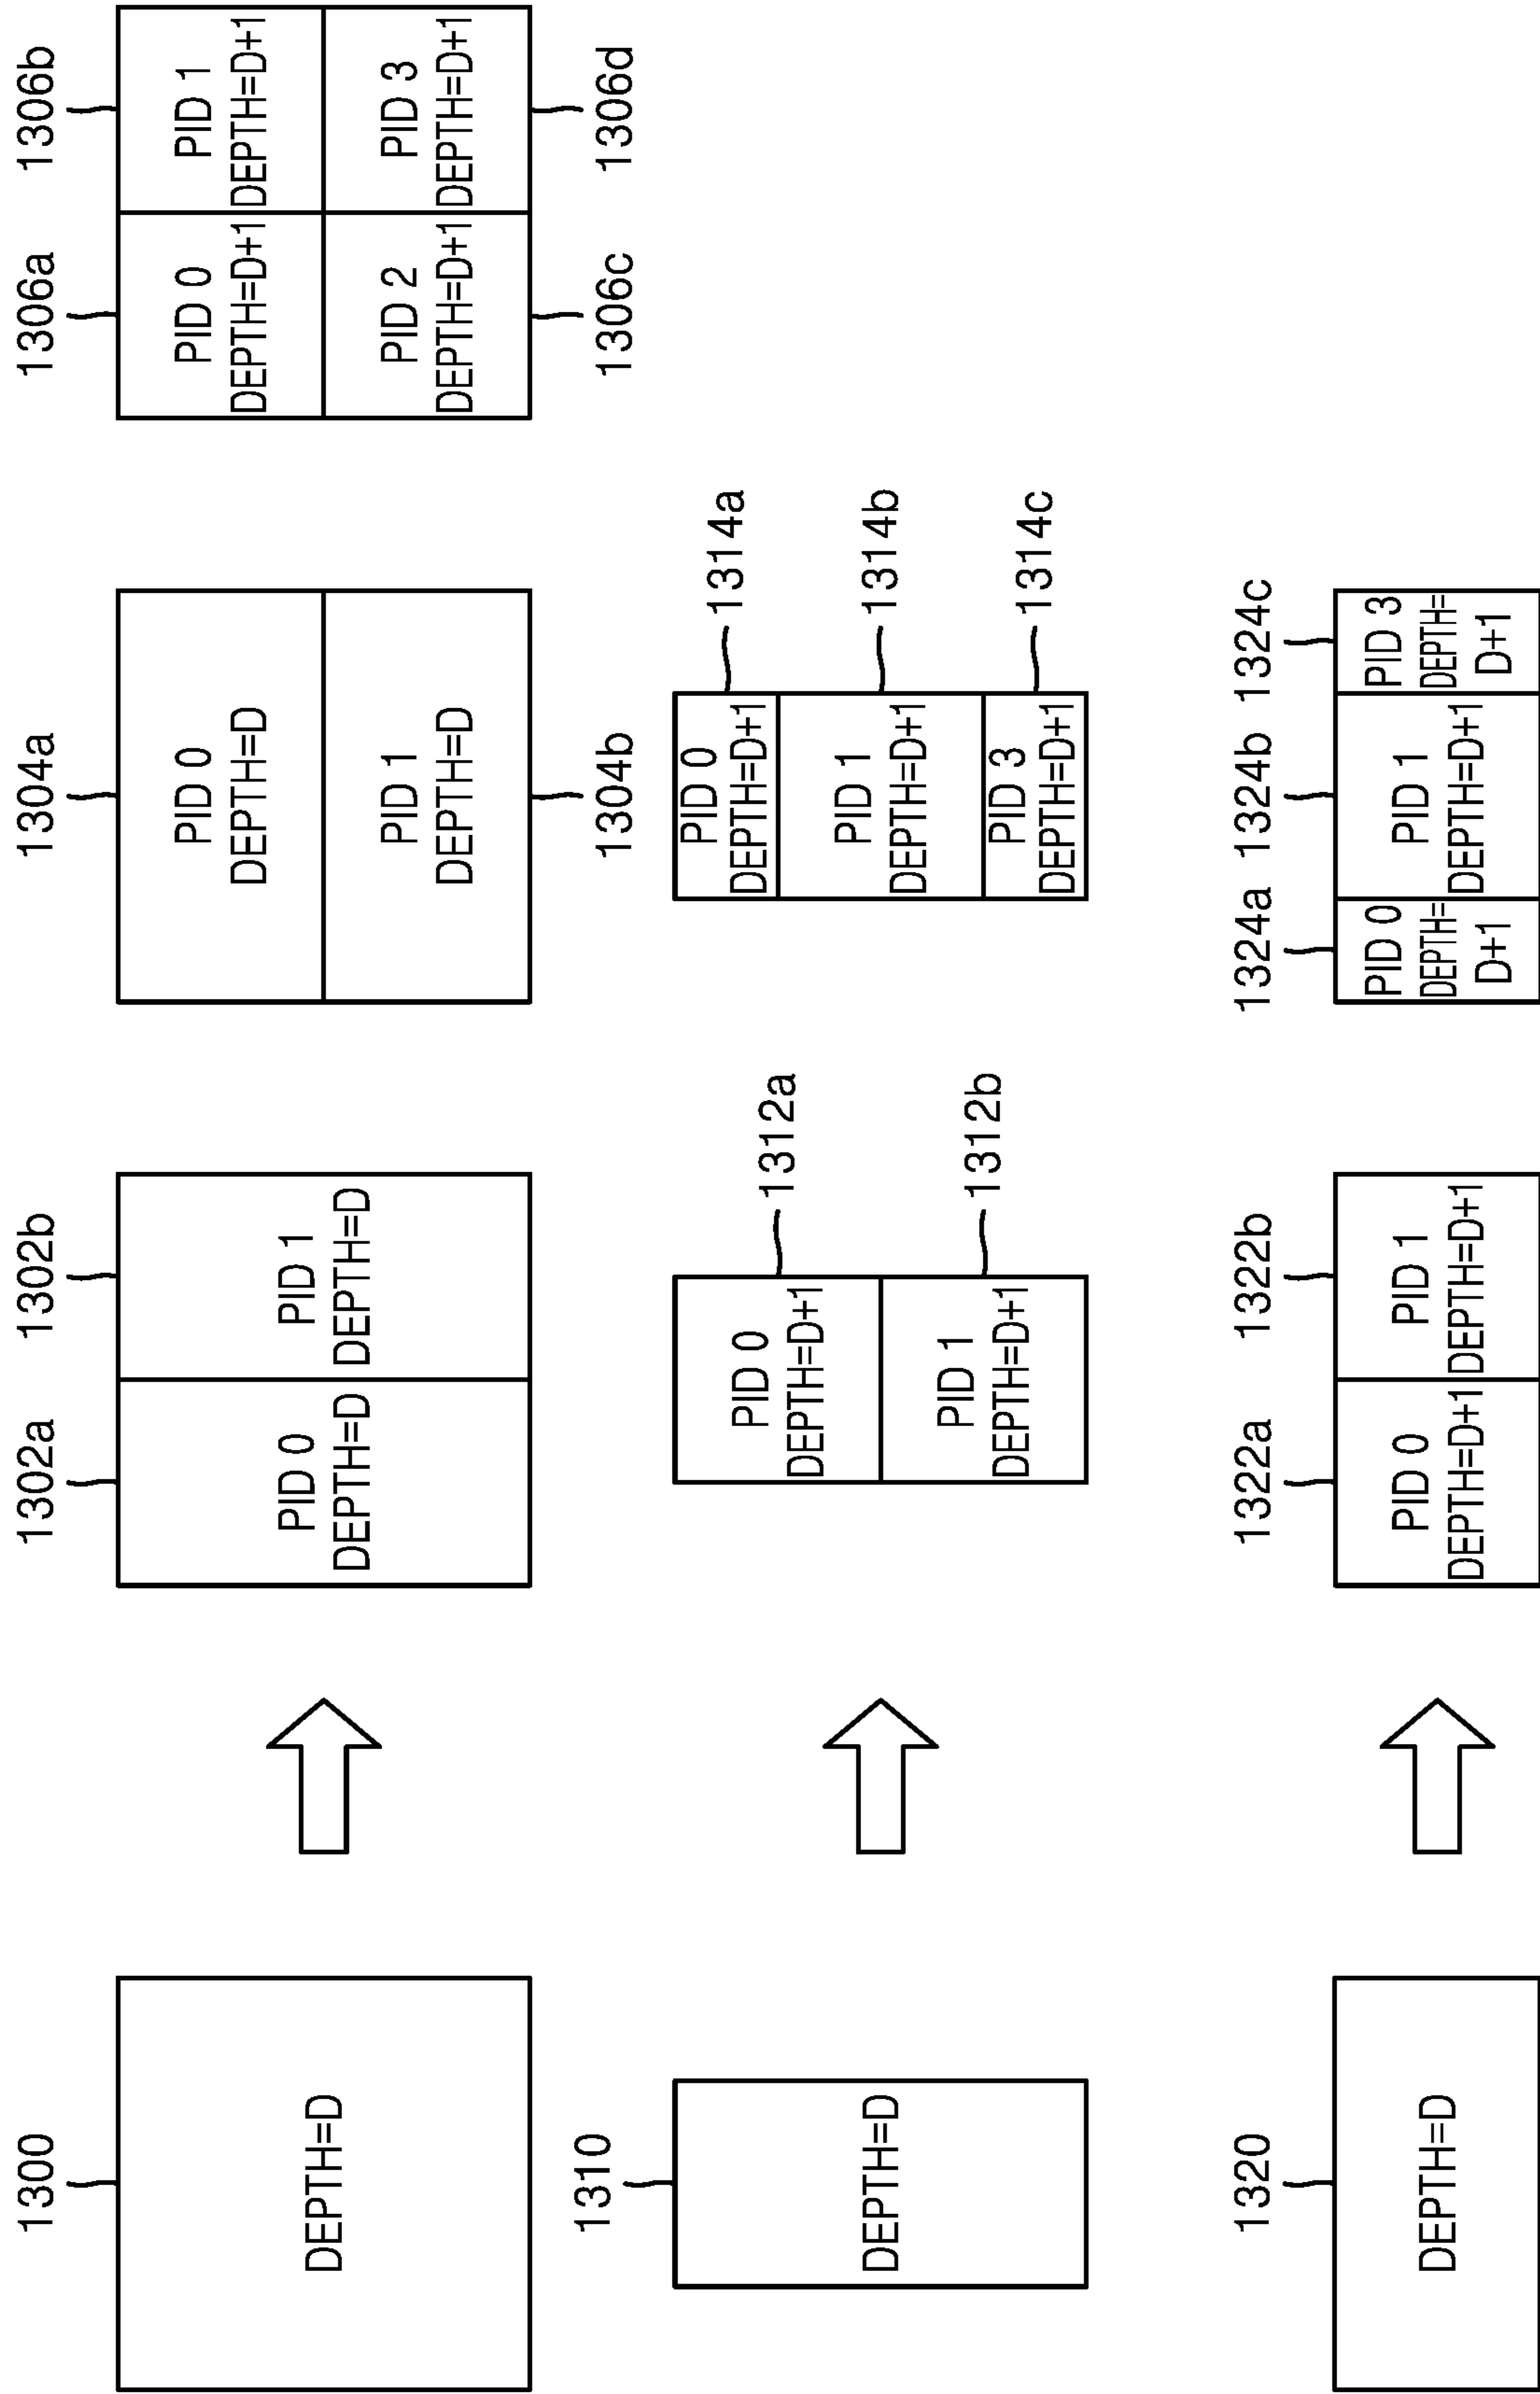 1300
DEPTH=D
1302a
1302b
PID 0
DEPTH=D
PID 1
DEPTH=D
1304a
PID 0
DEPTH=D
PID 1
DEPTH=D
1304b
1306a
1306b
PID 0
DEPTH=D+1
PID 1
DEPTH=D+1
PID 2
DEPTH=D+1
PID 3
DEPTH=D+1
1306c
1306d
1310
DEPTH=D
PID 0
DEPTH=D+1
1312a
PID 1
DEPTH=D+1
1312b
PID 0
DEPTH=D+1
1314a
PID 1
DEPTH=D+1
1314b
PID 3
DEPTH=D+1
1314c
1320
DEPTH=D
1322a
1322b
PID 0
DEPTH=D+1
PID 1
DEPTH=D+1
1324a
1324b
1324c
PID 0
DEPTH=
D+1
PID 1
DEPTH=D+1
PID 3
DEPTH=
D+1